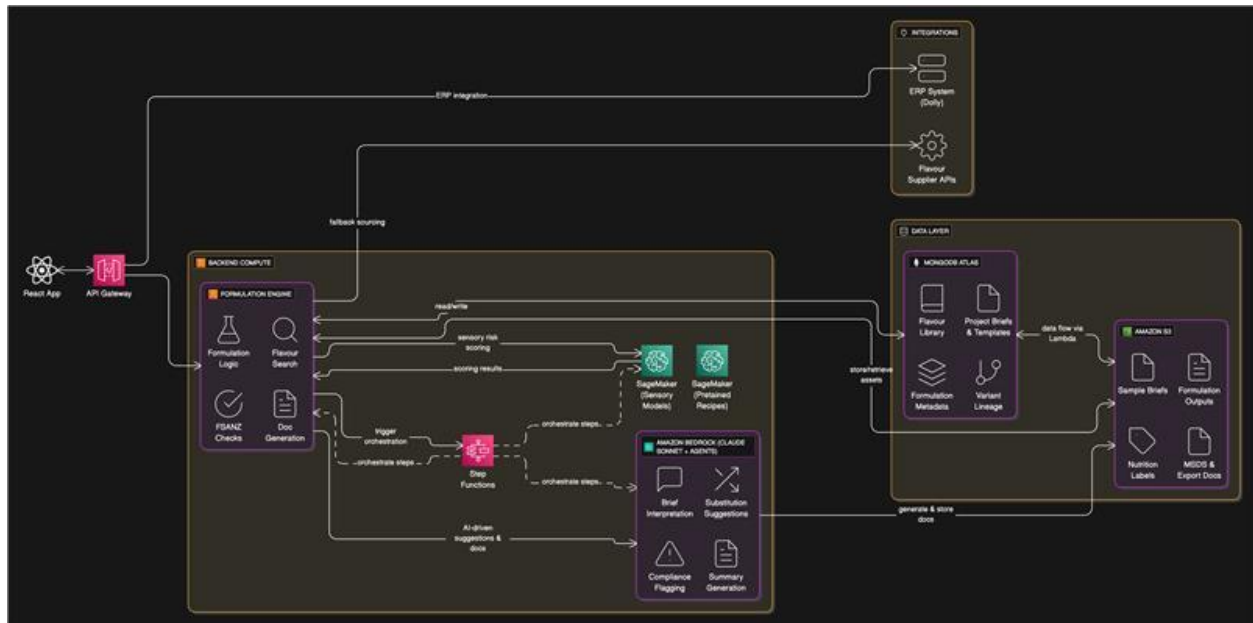 INTEGRATIONS
ERP System
(Dolly)
Flavour
Supplier APIs
ERP integration
fallback sourcing
React App
API Gateway
BACKEND COMPUTE
FORMULATION ENGINE
Formulation
Logic
Flavour
Search
FSANZ
Checks
Doc
Generation
read/write
sensory risk
scoring
scoring results
trigger
orchestration
orchestrate steps
Step
Functions
orchestrate steps
orchestrate steps
AI-driven
suggestions &
docs
SageMaker
(Sensory
Models)
SageMaker
(Pretained
Recipes)
AMAZON BEDROCK (CLAUDE
SONNET + AGENTS)
Brief
Interpretation
Substitution
Suggestions
Compliance
Flagging
Summary
Generation
DATA LAYER
MONGODB ATLAS
Flavour
Library
Project Briefs
& Templates
Formulation
Metadata
Variant
Lineage
store/retrieve
assets
data flow via
Lambda
AMAZON S3
Sample Briefs
Formulation
Outputs
Nutrition
Labels
MSDS &
Export Docs
generate & store
docs